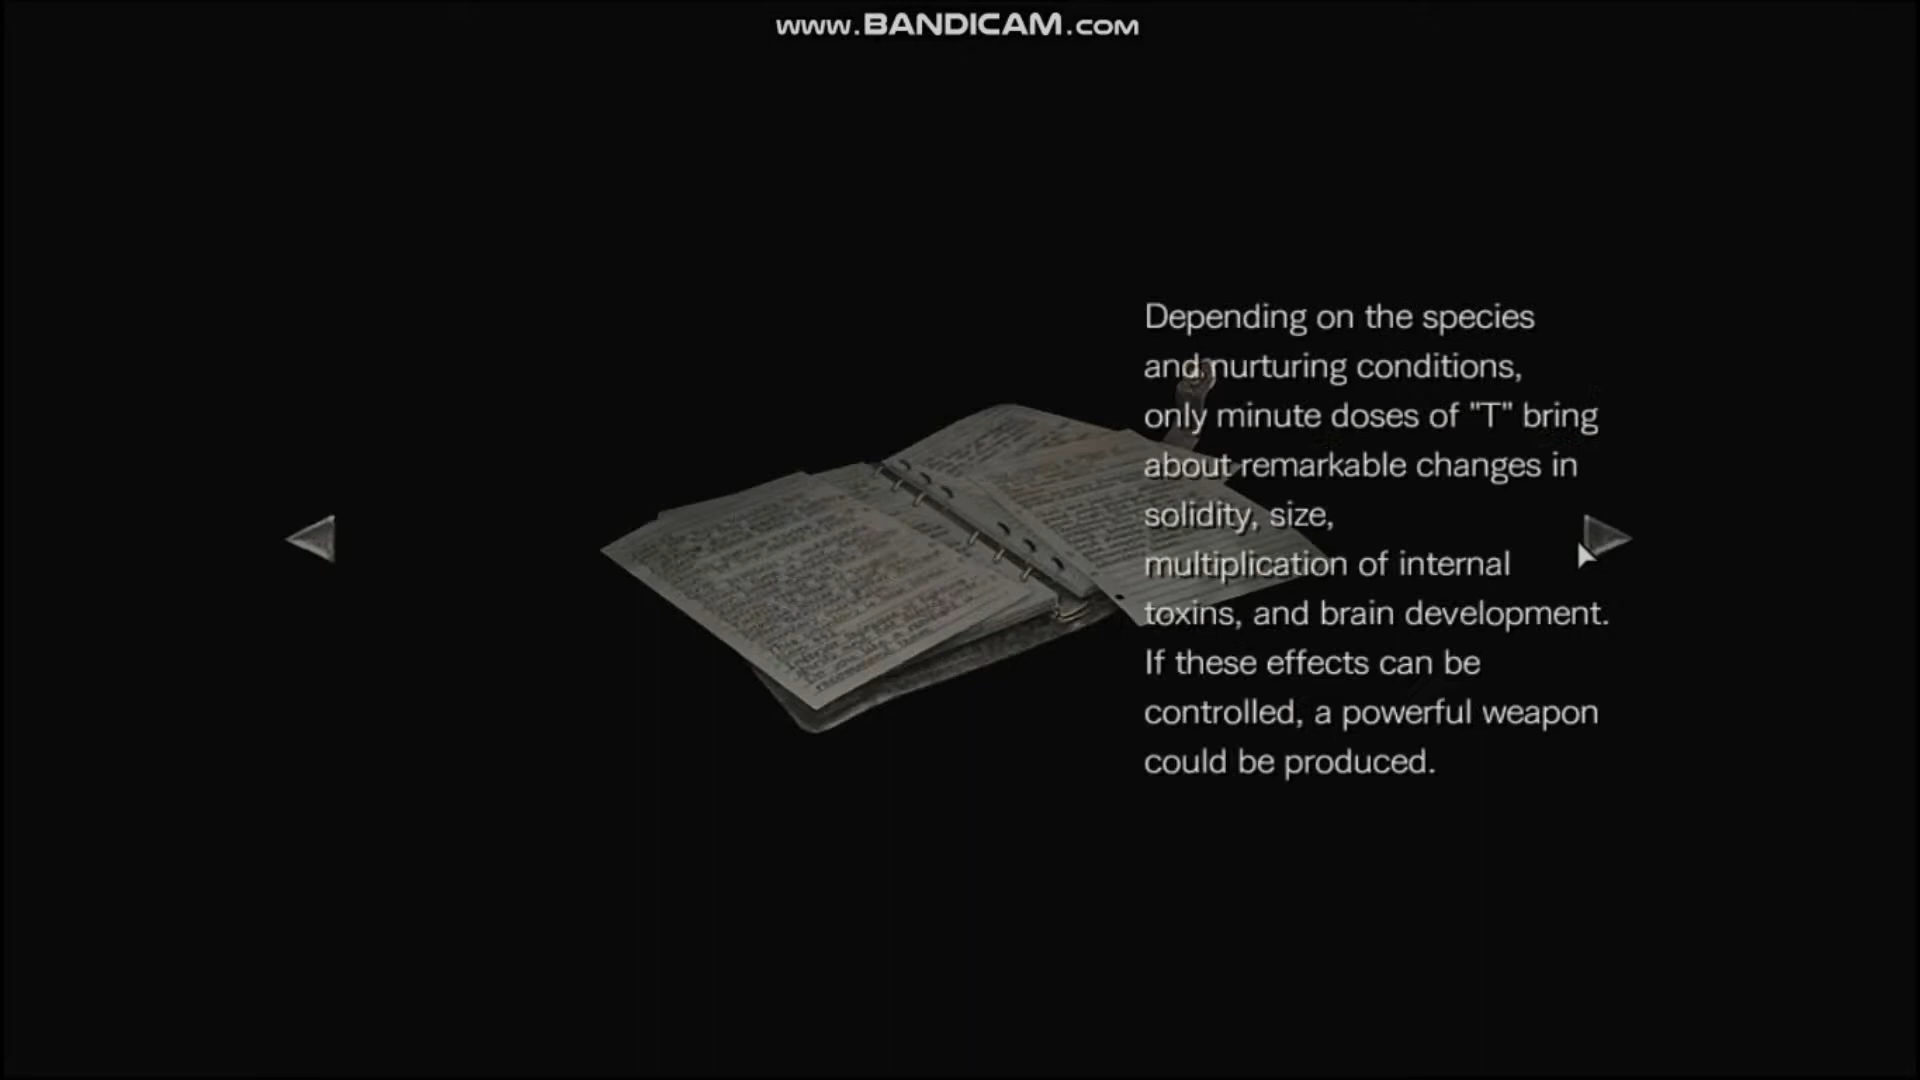 www.BANDICAM.COM
Depending on the species
and nurturing conditions,
only minute doses of "T" bring
about remarkable changes in
solidity, size,
multiplication of internal
toxins, and brain development.
If these effects can be
controlled, a powerful weapon
could be produced.